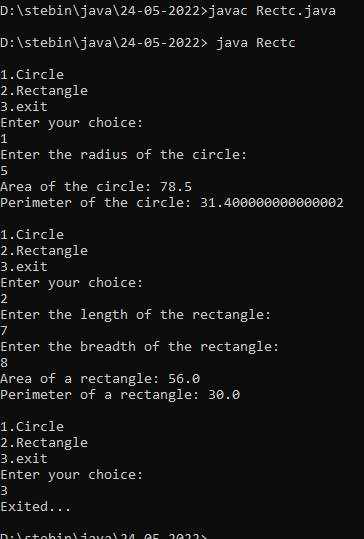 D:\stebin\java\24-05-2022>javac Rectc.java
D:\stebin\java\24-05-2022> java Rectc
1.Circle
2.Rectangle
3.exit
Enter your choice:
1
Enter the radius of the circle:
5
Area of the circle: 78.5
Perimeter of the circle: 31.400000000000002
1.Circle
2.Rectangle
3.exit
Enter your choice:
2
Enter the length of the rectangle:
7
Enter the breadth of the rectangle:
8
Area of a rectangle: 56.0
Perimeter of a rectangle: 30.0
1.Circle
2.Rectangle
3.exit
Enter your choice:
3
Exited...
D:\stebin\java\24-05-2022>